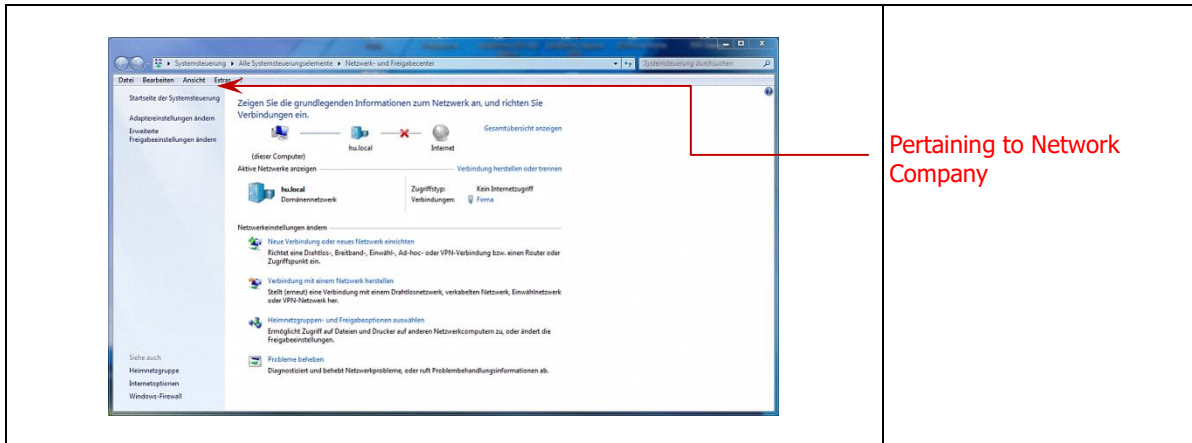 Systemsteuerung ▸ Alle Systemsteuerungselemente ▸ Netzwerk- und Freigabecenter
Systemsteuerung durchsuchen
Datei Bearbeiten Ansicht Extras ?
Startseite der Systemsteuerung
Adaptereinstellungen ändern
Erweiterte
Freigabeeinstellungen ändern
Zeigen Sie die grundlegenden Informationen zum Netzwerk an, und richten Sie
Verbindungen ein.
Gesamtübersicht anzeigen
hu.local Internet
(dieser Computer)
Aktive Netzwerke anzeigen Verbindung herstellen oder trennen
hu.local Zugriffstyp: Kein Internetzugriff
Domänennetzwerk Verbindungen: Firma
Netzwerkeinstellungen ändern
Neue Verbindung oder neues Netzwerk einrichten
Richtet eine Drahtlos-, Breitband-, Einwähl-, Ad-hoc- oder VPN-Verbindung bzw. einen Router oder
Zugriffspunkt ein.
Verbindung mit einem Netzwerk herstellen
Stellt (erneut) eine Verbindung mit einem Drahtlosnetzwerk, verkabelten Netzwerk, Einwählnetzwerk
oder VPN-Netzwerk her.
Heimnetzgruppen- und Freigabeoptionen auswählen
Ermöglicht Zugriff auf Dateien und Drucker auf anderen Netzwerkcomputern zu, oder ändert die
Freigabeeinstellungen.
Probleme beheben
Diagnostiziert und behebt Netzwerkprobleme, oder ruft Problembehandlungsinformationen ab.
Siehe auch
Heimnetzgruppe
Internetoptionen
Windows-Firewall
Pertaining to Network
Company